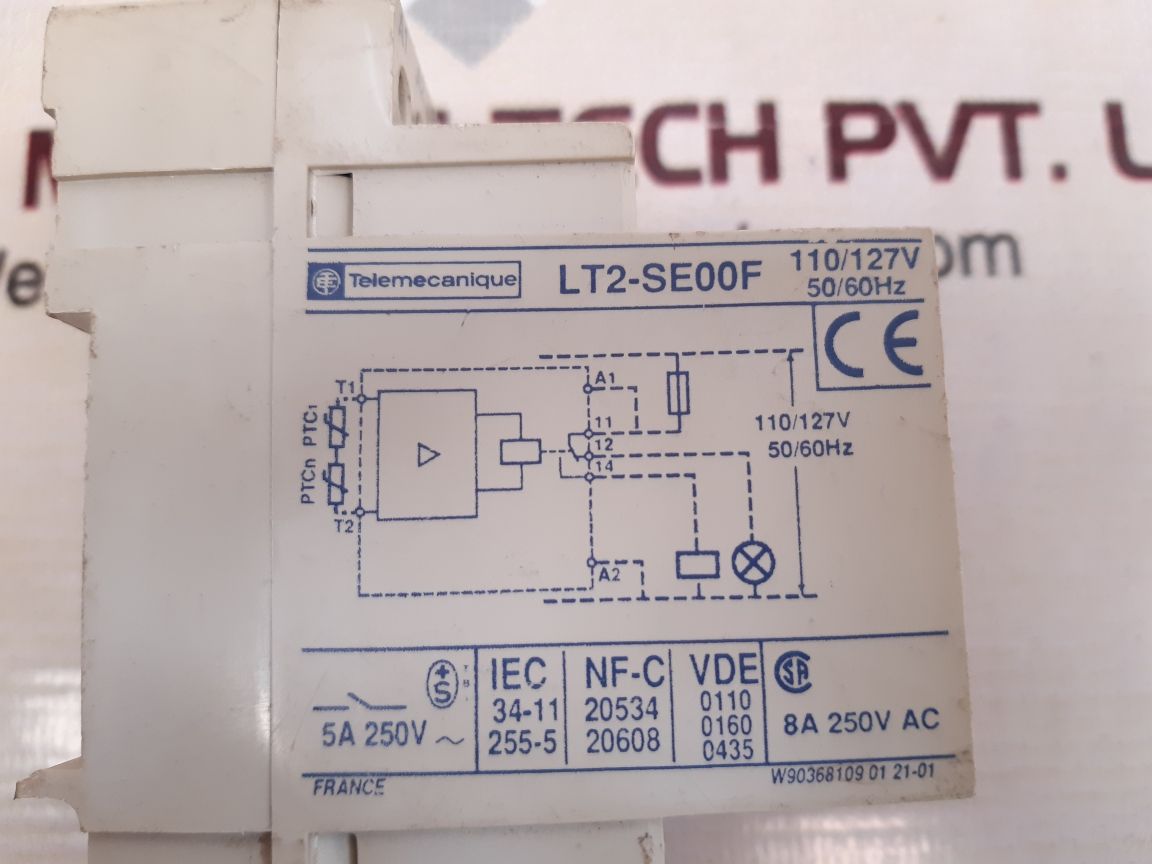 TECH PVT.
om
Telemecanique LT2-SE00F 110/127V
50/60Hz
CE
A1
T1
PTC1
11
110/127V
12
50/60Hz
14
PTCn
T2
A2
IEC NF-C VDE SA
34-11 20534 0110
5A 250V ~ 255-5 20608 0160 8A 250V AC
0435
FRANCE W90368109 01 21-01